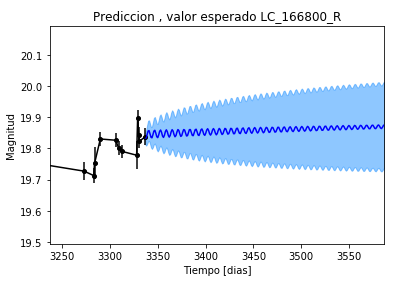 Prediccion , valor esperado LC_166800_R
Magnitud
20.1
20.0
19.9
19.8
19.7
19.6
19.5
3250 3300 3350 3400 3450 3500 3550
Tiempo [dias]